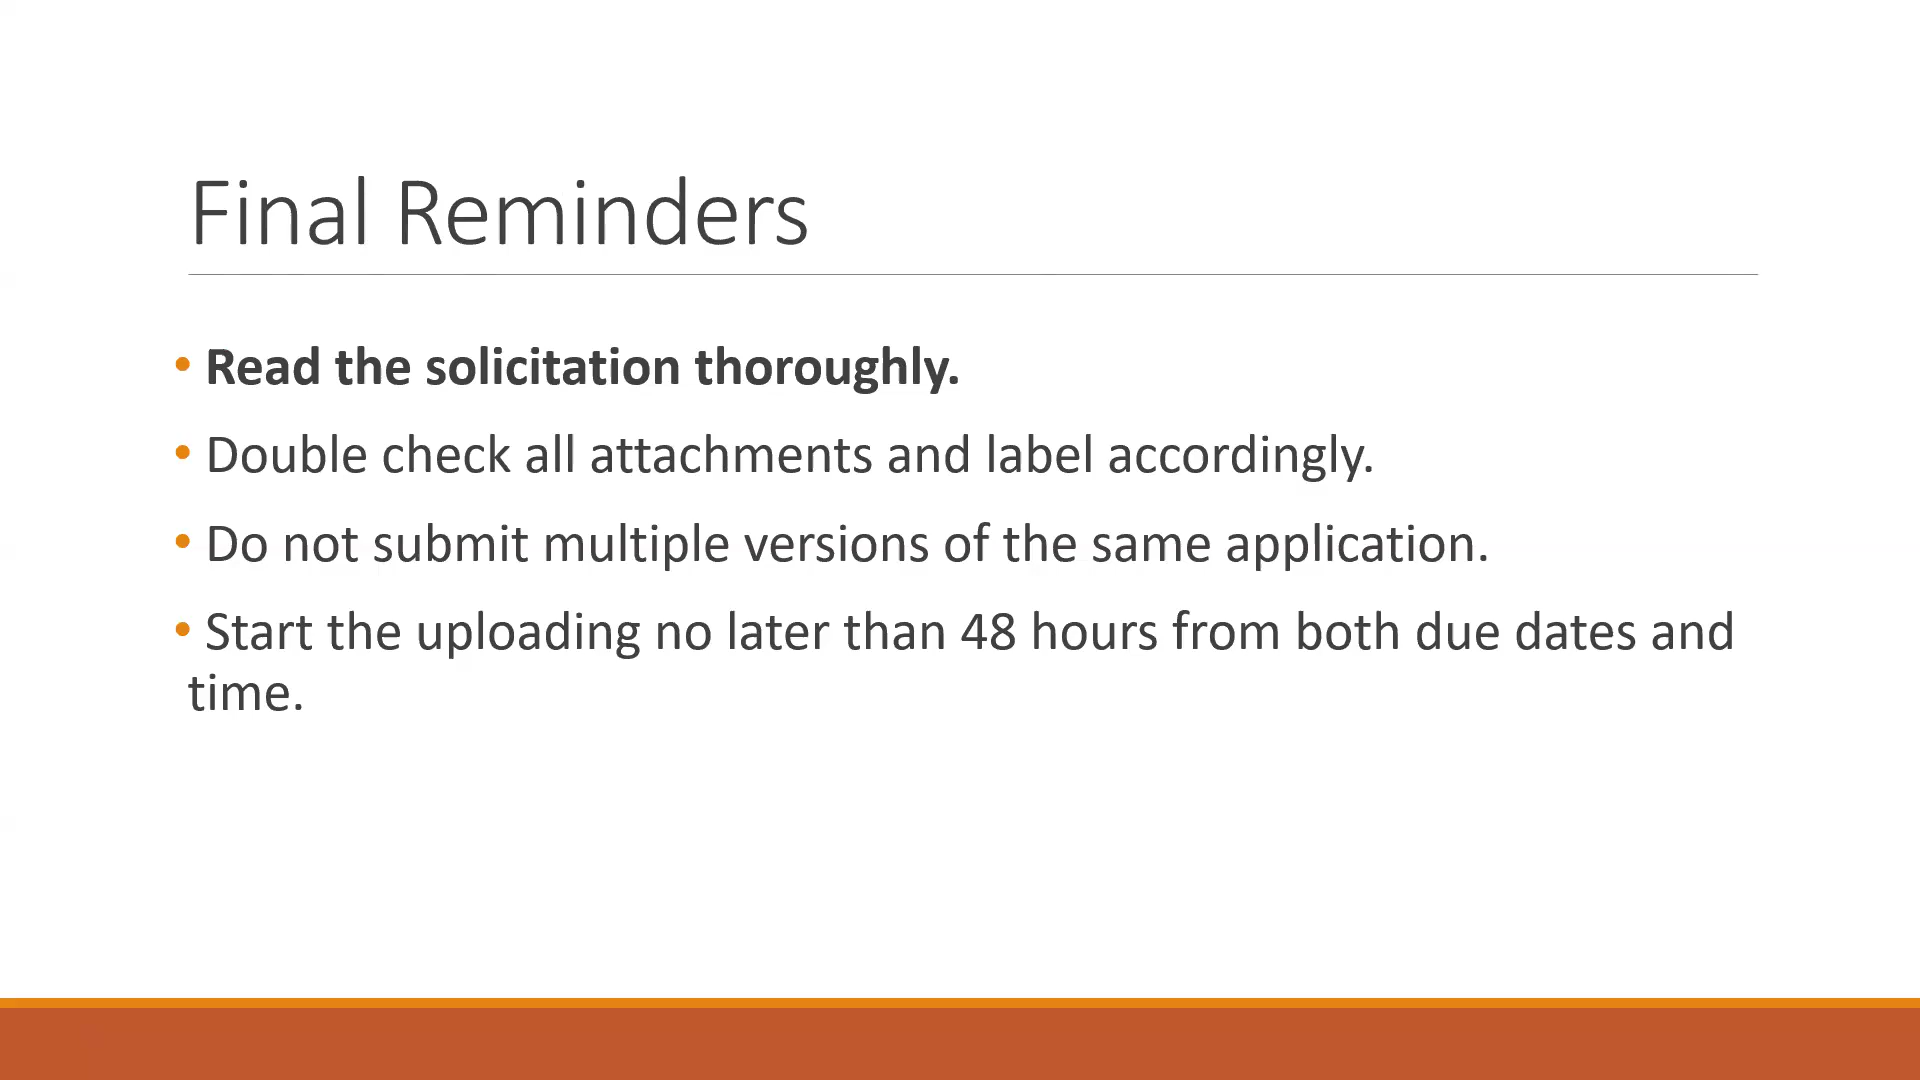 Final Reminders
• Read the solicitation thoroughly.
• Double check all attachments and label accordingly.
• Do not submit multiple versions of the same application.
• Start the uploading no later than 48 hours from both due dates and
time.